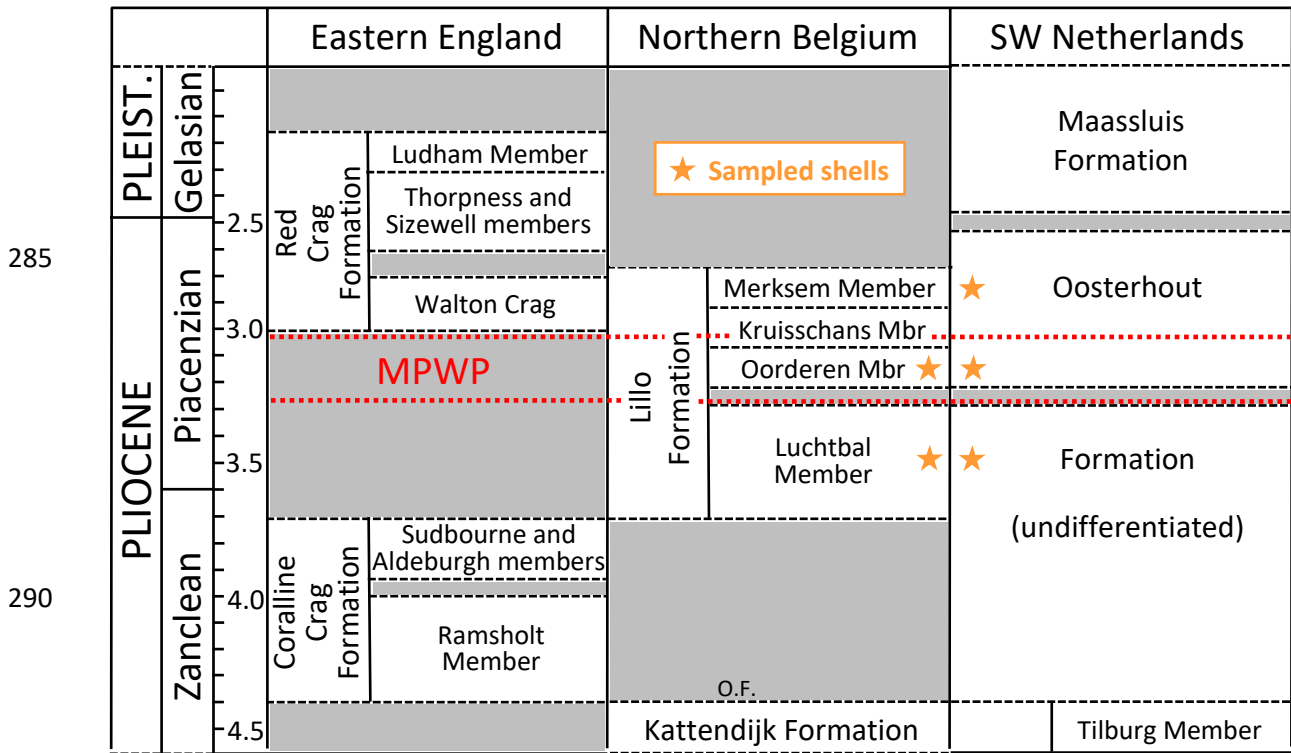 Eastern England
Northern Belgium
SW Netherlands
PLEIST.
Gelasian
PLIOCENE
Piacenzian
Zanclean
2.5
3.0
3.5
4.0
4.5
285
290
Red
Crag
Formation
Ludham Member
Thorpness and
Sizewell members
Walton Crag
MPWP
Coralline
Crag
Formation
Sudbourne and
Aldeburgh members
Ramsholt
Member
★ Sampled shells
Lillo
Formation
Merksem Member
Kruisschans Mbr
Oorderen Mbr
Luchtbal
Member
O.F.
Kattendijk Formation
Maassluis
Formation
Oosterhout
Formation
(undifferentiated)
Tilburg Member